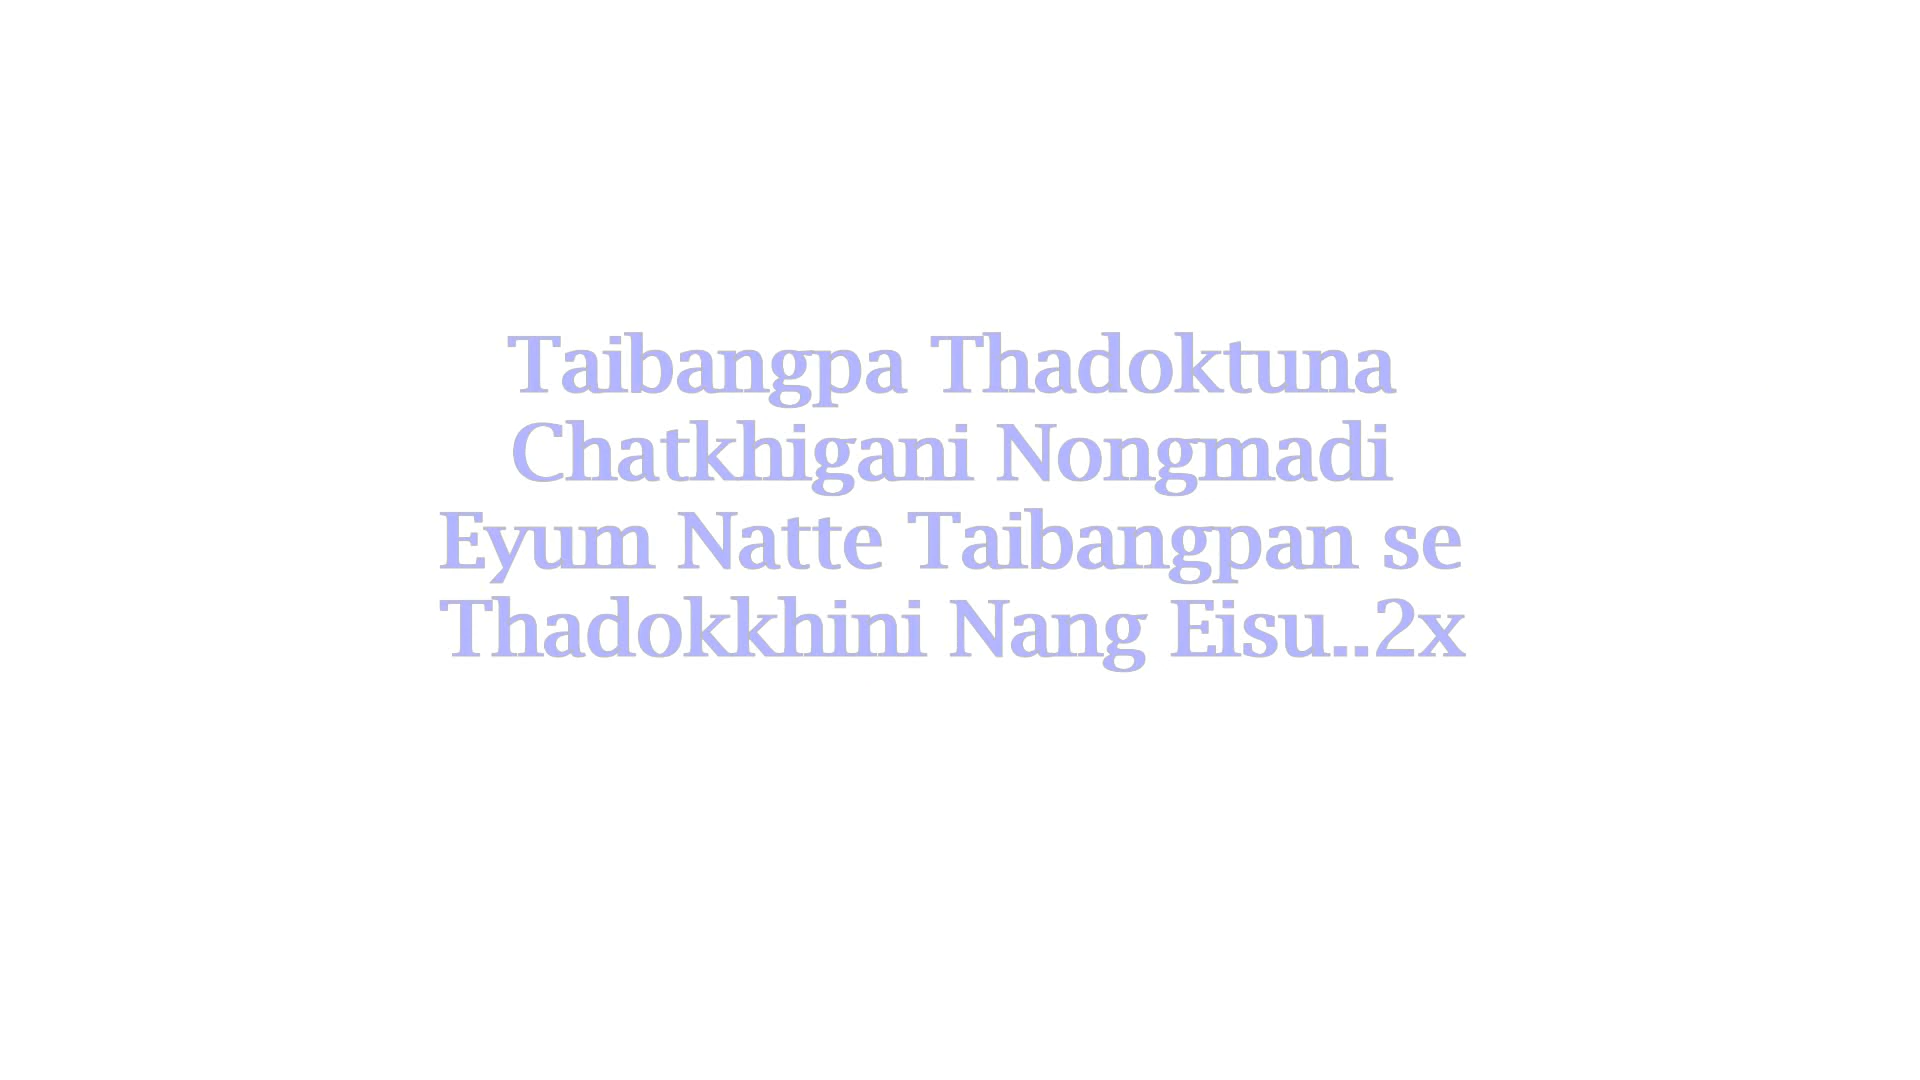 Taibangpa Thadoktuna
Chatkhigani Nongmadi
Eyum Natte Taibangpan se
Thadokkhini Nang Eisu..2x